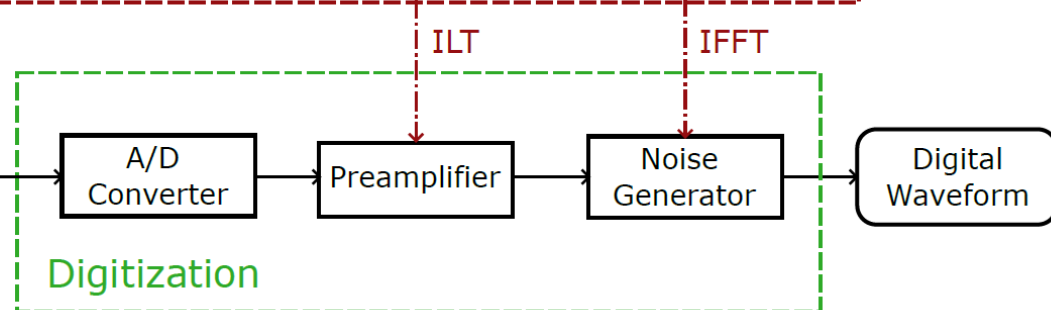 ILT
IFFT
A/D
Converter
Preamplifier
Noise
Generator
Digital
Waveform
Digitization